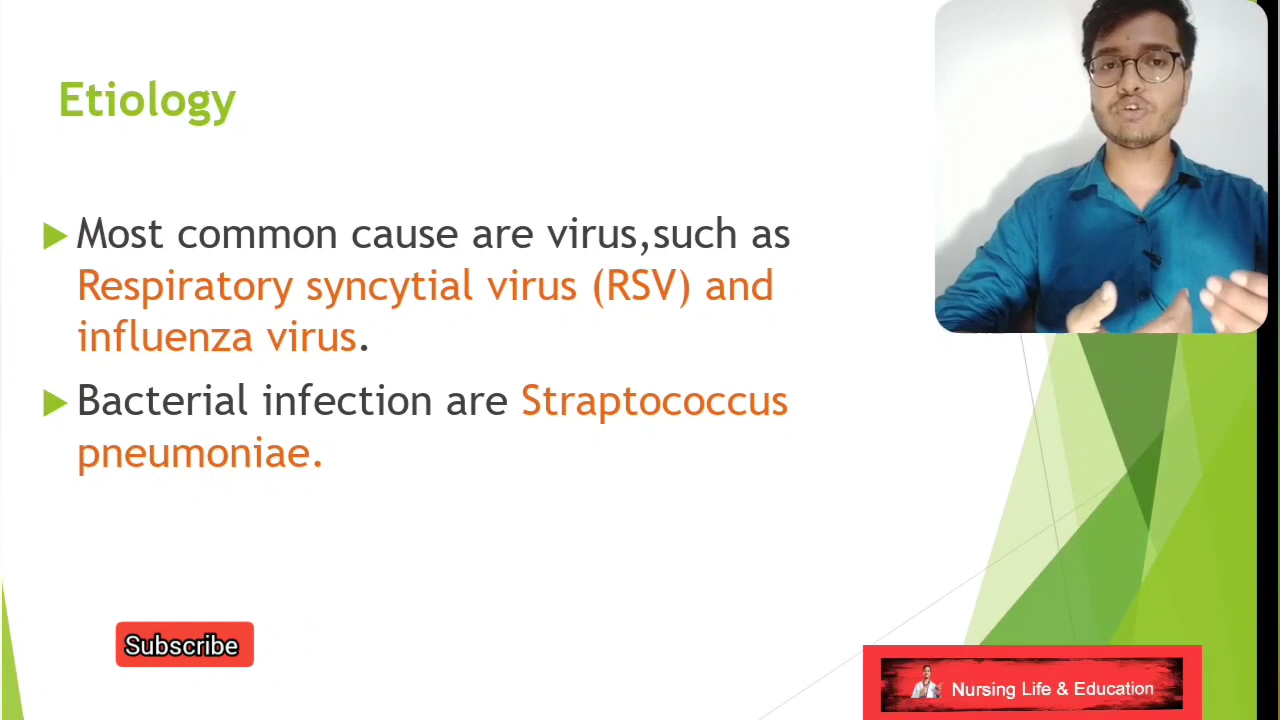 Etiology
Most common cause are virus,such as
Respiratory syncytial virus (RSV) and
influenza virus.
Bacterial infection are Straptococcus
pneumoniae.
Subscribe
Nursing Life & Education